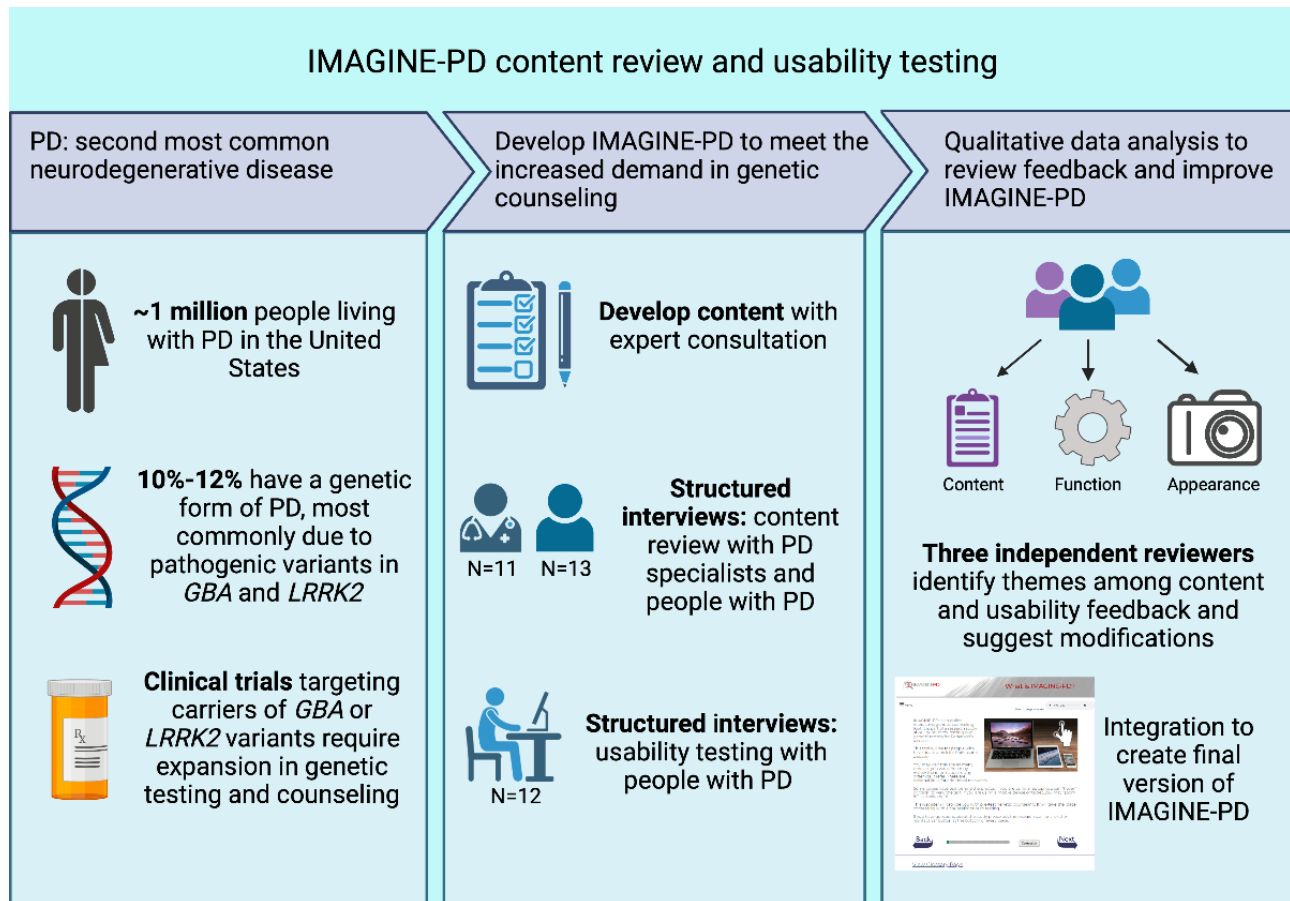 IMAGINE-PD content review and usability testing
PD: second most common
neurodegenerative disease
~1 million people living
with PD in the United
States
10%-12% have a genetic
form of PD, most
commonly due to
pathogenic variants in
GBA and LRRK2
Clinical trials targeting
carriers of GBA or
LRRK2 variants require
expansion in genetic
testing and counseling
Rx
Develop IMAGINE-PD to meet the
increased demand in genetic
counseling
Develop content with
expert consultation
Structured
interviews: content
review with PD
specialists and
people with PD
N=11
N=13
Structured interviews:
usability testing with
people with PD
N=12
Qualitative data analysis to
review feedback and improve
IMAGINE-PD
Content
Function
Appearance
Three independent reviewers
identify themes among content
and usability feedback and
suggest modifications
What is IMAGINE-PD?
Back
Next
Integration to
create final
version of
IMAGINE-PD